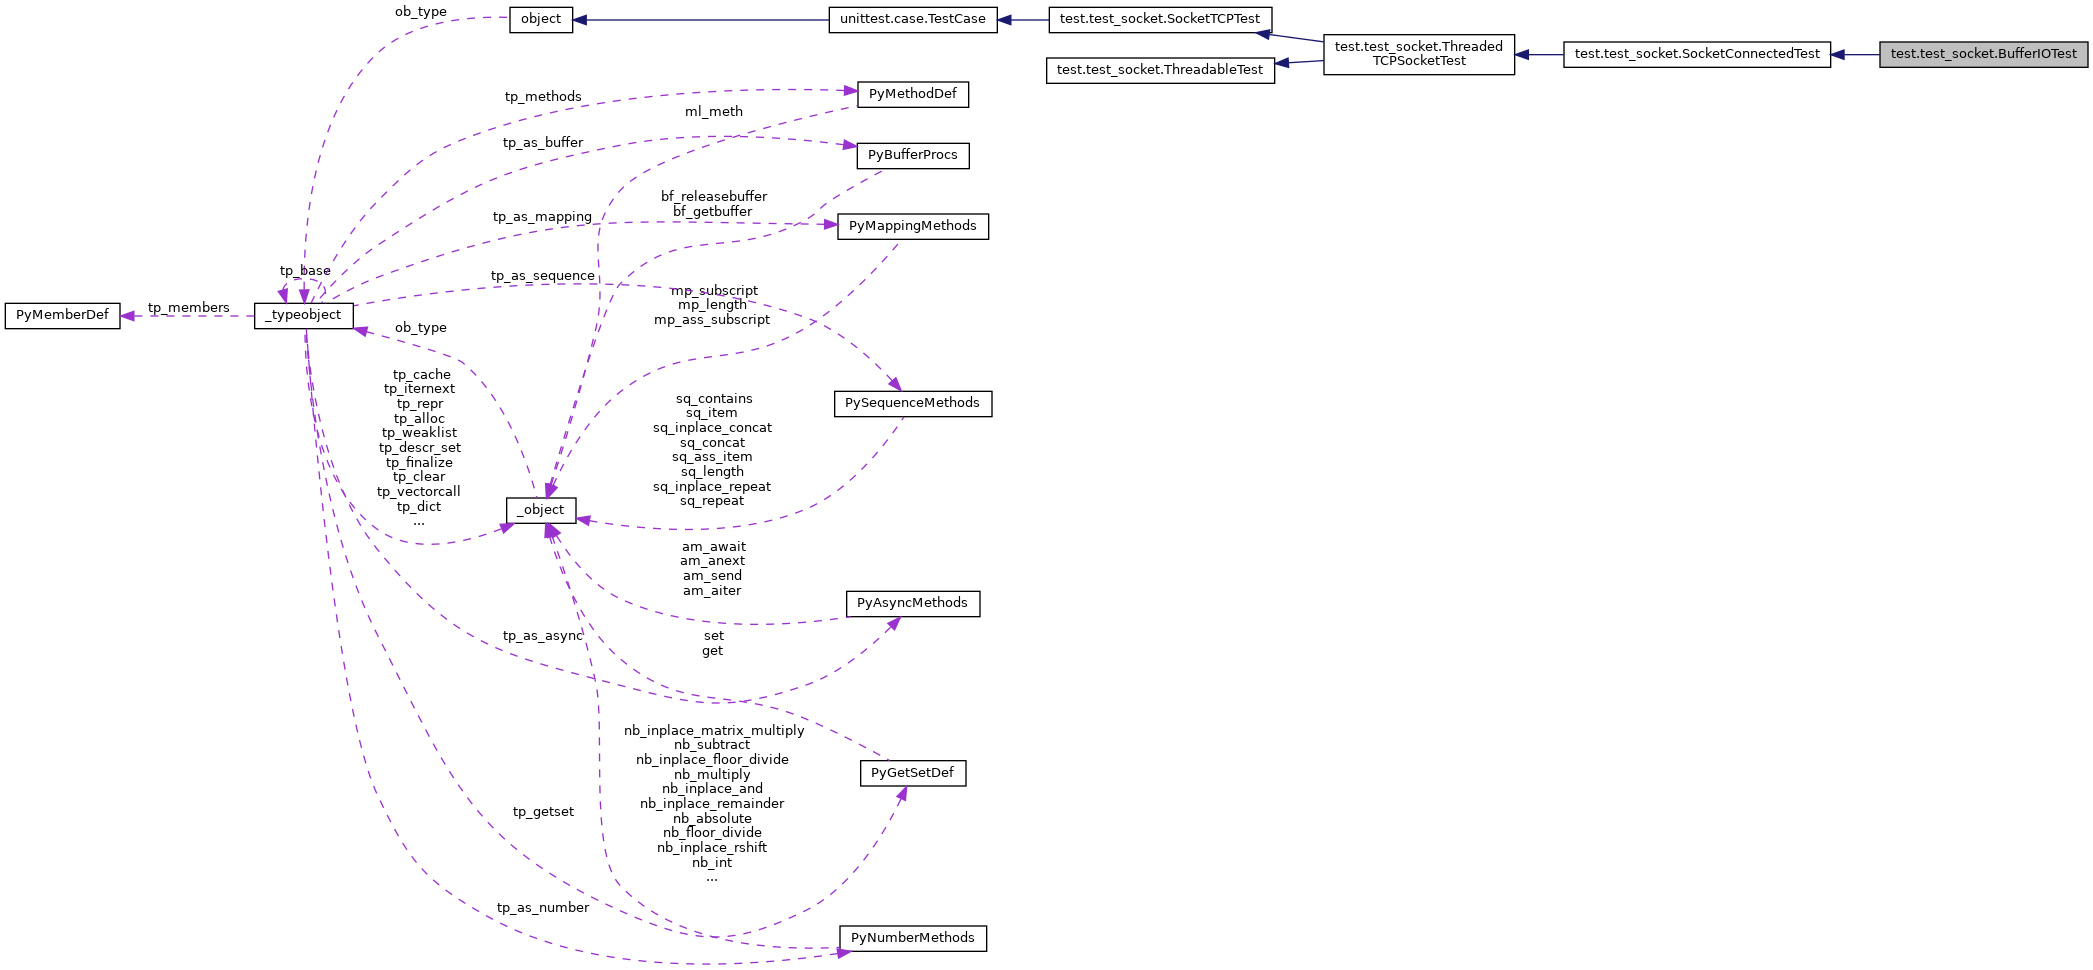 ob_type
object
unittest.case.TestCase
test.test_socket.SocketTCPTest
test.test_socket.Threaded
TCPSocketTest
test.test_socket.SocketConnectedTest
test.test_socket.BufferIOTest
test.test_socket.ThreadableTest
tp_methods
PyMethodDef
ml_meth
tp_as_buffer
PyBufferProcs
bf_releasebuffer
bf_getbuffer
tp_as_mapping
PyMappingMethods
tp_base
tp_as_sequence
mp_subscript
mp_length
mp_ass_subscript
PyMemberDef
tp_members
_typeobject
ob_type
tp_cache
tp_iternext
tp_repr
tp_alloc
tp_weaklist
tp_descr_set
tp_finalize
tp_clear
tp_vectorcall
tp_dict
...
PySequenceMethods
sq_contains
sq_item
sq_inplace_concat
sq_concat
sq_ass_item
sq_length
sq_inplace_repeat
sq_repeat
_object
am_await
am_anext
am_send
am_aiter
PyAsyncMethods
tp_as_async
set
get
nb_inplace_matrix_multiply
nb_subtract
nb_inplace_floor_divide
nb_multiply
nb_inplace_and
nb_inplace_remainder
nb_absolute
nb_floor_divide
nb_inplace_rshift
nb_int
...
PyGetSetDef
tp_getset
tp_as_number
PyNumberMethods